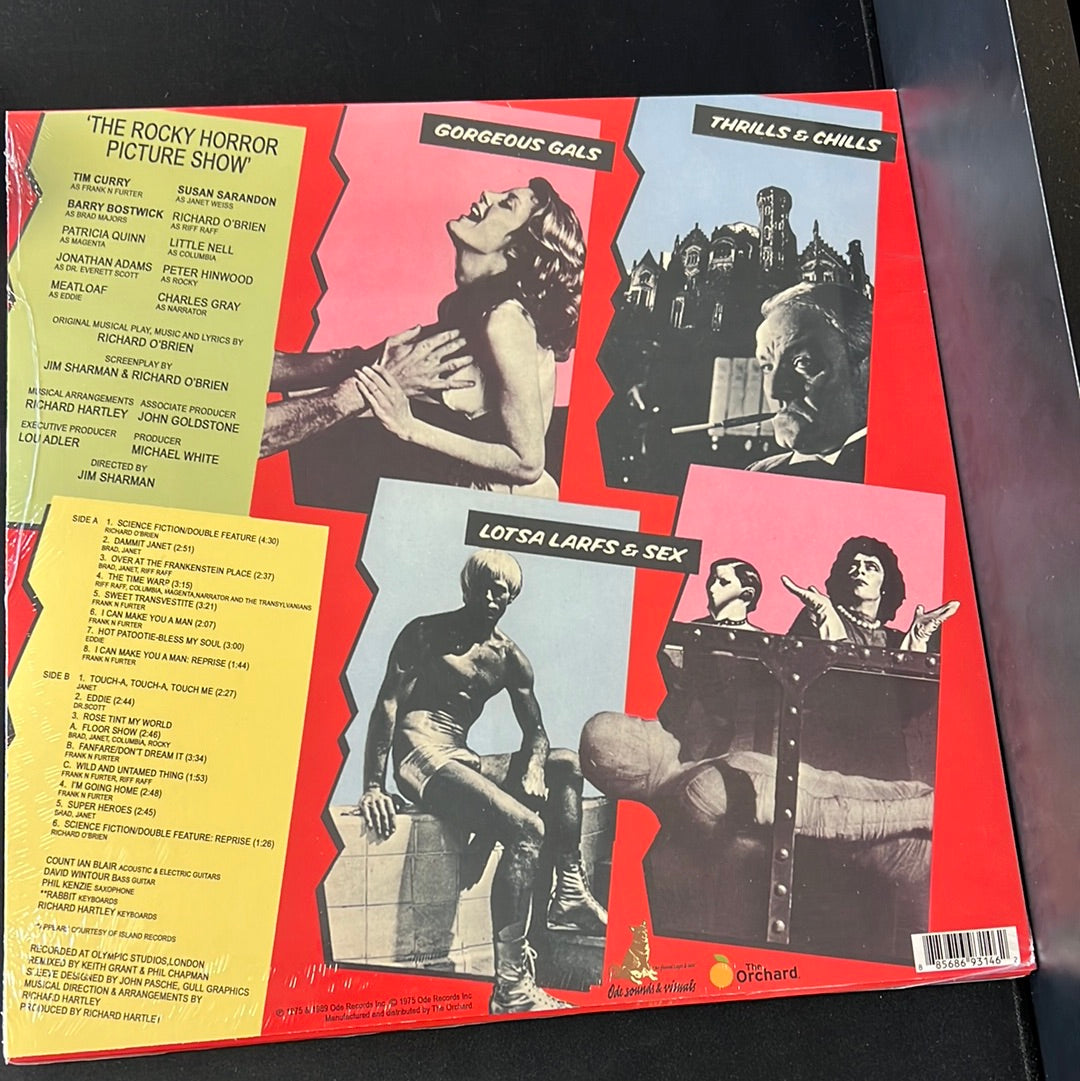 'THE ROCKY HORROR
PICTURE SHOW'
TIM CURRY
AS FRANK N FURTER
SUSAN SARANDON
AS JANET WEISS
BARRY BOSTWICK
AS BRAD MAJORS
RICHARD O'BRIEN
AS RIFF RAFF
PATRICIA QUINN
AS MAGENTA
LITTLE NELL
AS COLUMBIA
JONATHAN ADAMS
AS DR. EVERETT SCOTT
PETER HINWOOD
AS ROCKY
MEATLOAF
AS EDDIE
CHARLES GRAY
AS NARRATOR
ORIGINAL MUSICAL PLAY, MUSIC AND LYRICS BY
RICHARD O'BRIEN
SCREENPLAY BY
JIM SHARMAN & RICHARD O'BRIEN
MUSICAL ARRANGEMENTS
RICHARD HARTLEY
ASSOCIATE PRODUCER
JOHN GOLDSTONE
EXECUTIVE PRODUCER
LOU ADLER
PRODUCER
MICHAEL WHITE
DIRECTED BY
JIM SHARMAN
GORGEOUS GALS
THRILLS & CHILLS
LOTSA LARFS & SEX
SIDE A
1. SCIENCE FICTION/DOUBLE FEATURE (4:30)
RICHARD O'BRIEN
2. DAMMIT JANET (2:51)
BRAD, JANET
3. OVER AT THE FRANKENSTEIN PLACE (2:37)
BRAD, JANET, RIFF RAFF
4. THE TIME WARP (3:15)
RIFF RAFF, COLUMBIA, MAGENTA,NARRATOR AND THE TRANSYLVANIANS
5. SWEET TRANSVESTITE (3:21)
FRANK N FURTER
6. I CAN MAKE YOU A MAN (2:07)
FRANK N FURTER
7. HOT PATOOTIE-BLESS MY SOUL (3:00)
EDDIE
8. I CAN MAKE YOU A MAN: REPRISE (1:44)
FRANK N FURTER
SIDE B
1. TOUCH-A, TOUCH-A, TOUCH ME (2:27)
JANET
2. EDDIE (2:44)
DR.SCOTT
3. ROSE TINT MY WORLD
A. FLOOR SHOW (2:46)
BRAD, JANET, COLUMBIA, ROCKY
B. FANFARE/DON'T DREAM IT (3:34)
FRANK N FURTER
C. WILD AND UNTAMED THING (1:53)
FRANK N FURTER, RIFF RAFF
4. I'M GOING HOME (2:48)
FRANK N FURTER
5. SUPER HEROES (2:45)
BRAD, JANET
6. SCIENCE FICTION/DOUBLE FEATURE: REPRISE (1:26)
RICHARD O'BRIEN
COUNT IAN BLAIR ACOUSTIC & ELECTRIC GUITARS
DAVID WINTOUR BASS GUITAR
PHIL KENZIE SAXOPHONE
**RABBIT KEYBOARDS
RICHARD HARTLEY KEYBOARDS
COURTESY OF ISLAND RECORDS
RECORDED AT OLYMPIC STUDIOS,LONDON
REMIXED BY KEITH GRANT & PHIL CHAPMAN
SLEEVE DESIGNED BY JOHN PASCHE, GULL GRAPHICS
MUSICAL DIRECTION & ARRANGEMENTS BY
RICHARD HARTLEY
PRODUCED BY RICHARD HARTLEY
℗ 1975 & 1989 Ode Records Inc. © 1975 Ode Records Inc.
Manufactured and distributed by The Orchard.
Ode sounds & visuals
The
Orchard
8 85686 93146 2